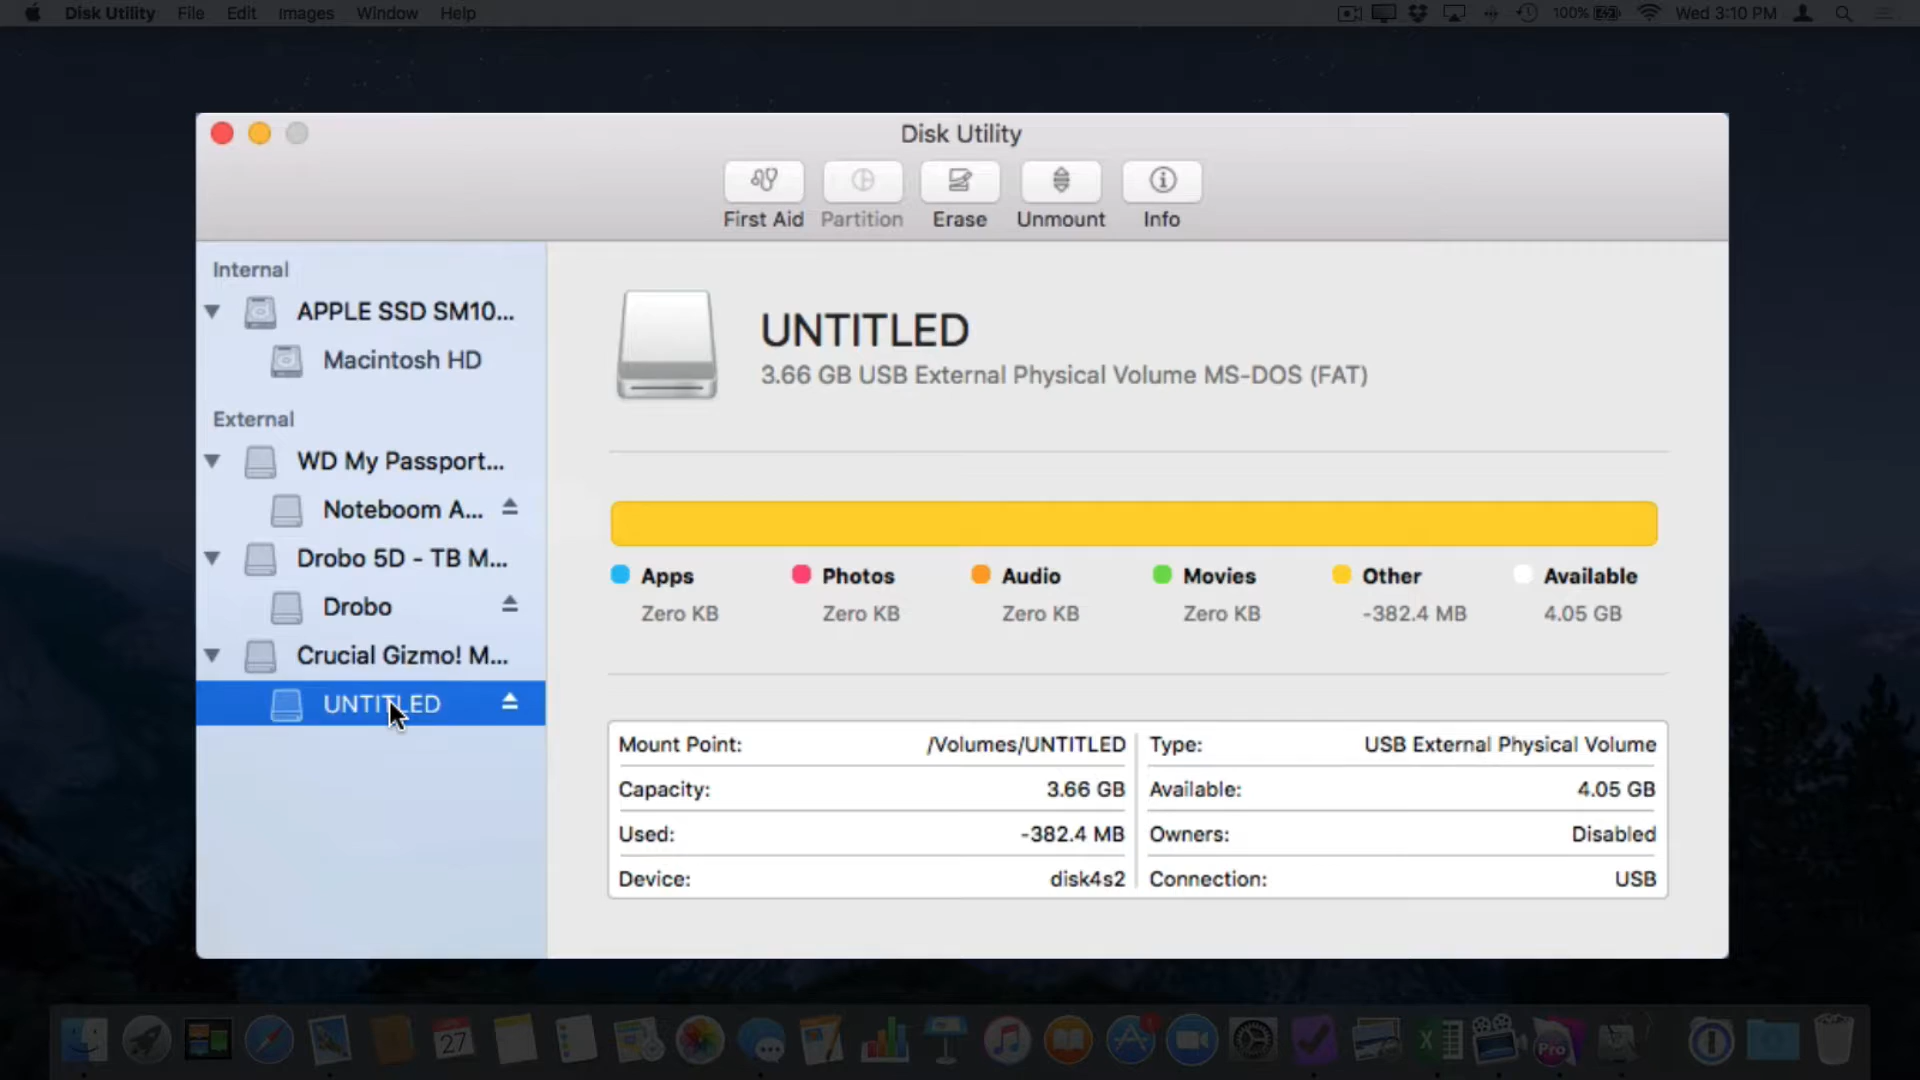 Disk Utility File Edit Images Window Help 100% Wed 3:10 PM
Disk Utility
First Aid Partition Erase Unmount Info
Internal
APPLE SSD SM10...
Macintosh HD
External
WD My Passport...
Noteboom A...
Drobo 5D - TB M...
Drobo
Crucial Gizmo! M...
UNTITLED
UNTITLED
3.66 GB USB External Physical Volume MS-DOS (FAT)
Apps Photos Audio Movies Other Available
Zero KB Zero KB Zero KB Zero KB -382.4 MB 4.05 GB
Mount Point: /Volumes/UNTITLED Type: USB External Physical Volume
Capacity: 3.66 GB Available: 4.05 GB
Used: -382.4 MB Owners: Disabled
Device: disk4s2 Connection: USB
27
Pro